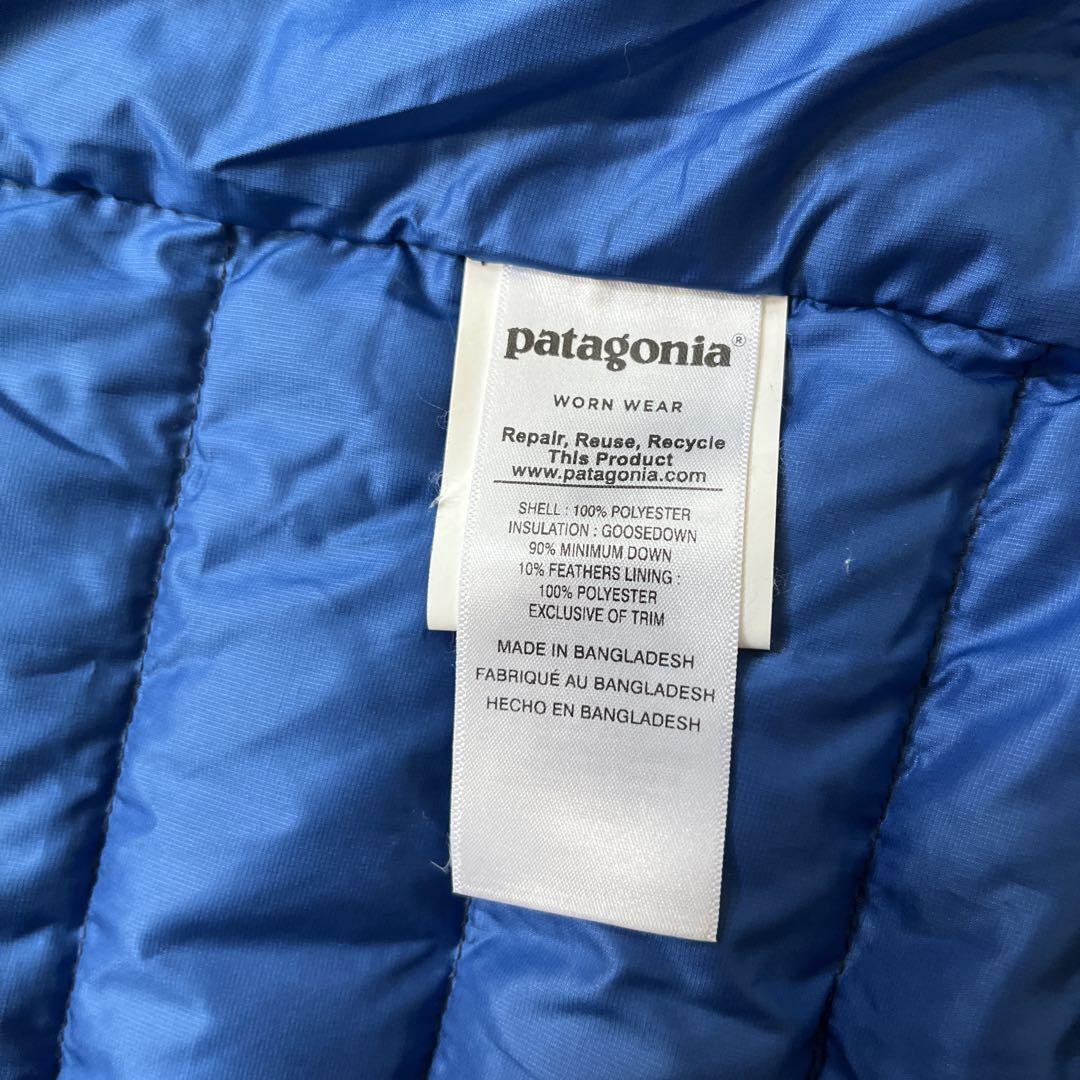 patagonia®
WORN WEAR
Repair, Reuse, Recycle
This Product
www.patagonia.com
SHELL : 100% POLYESTER
INSULATION : GOOSEDOWN
90% MINIMUM DOWN
10% FEATHERS LINING :
100% POLYESTER
EXCLUSIVE OF TRIM
MADE IN BANGLADESH
FABRIQUÉ AU BANGLADESH
HECHO EN BANGLADESH